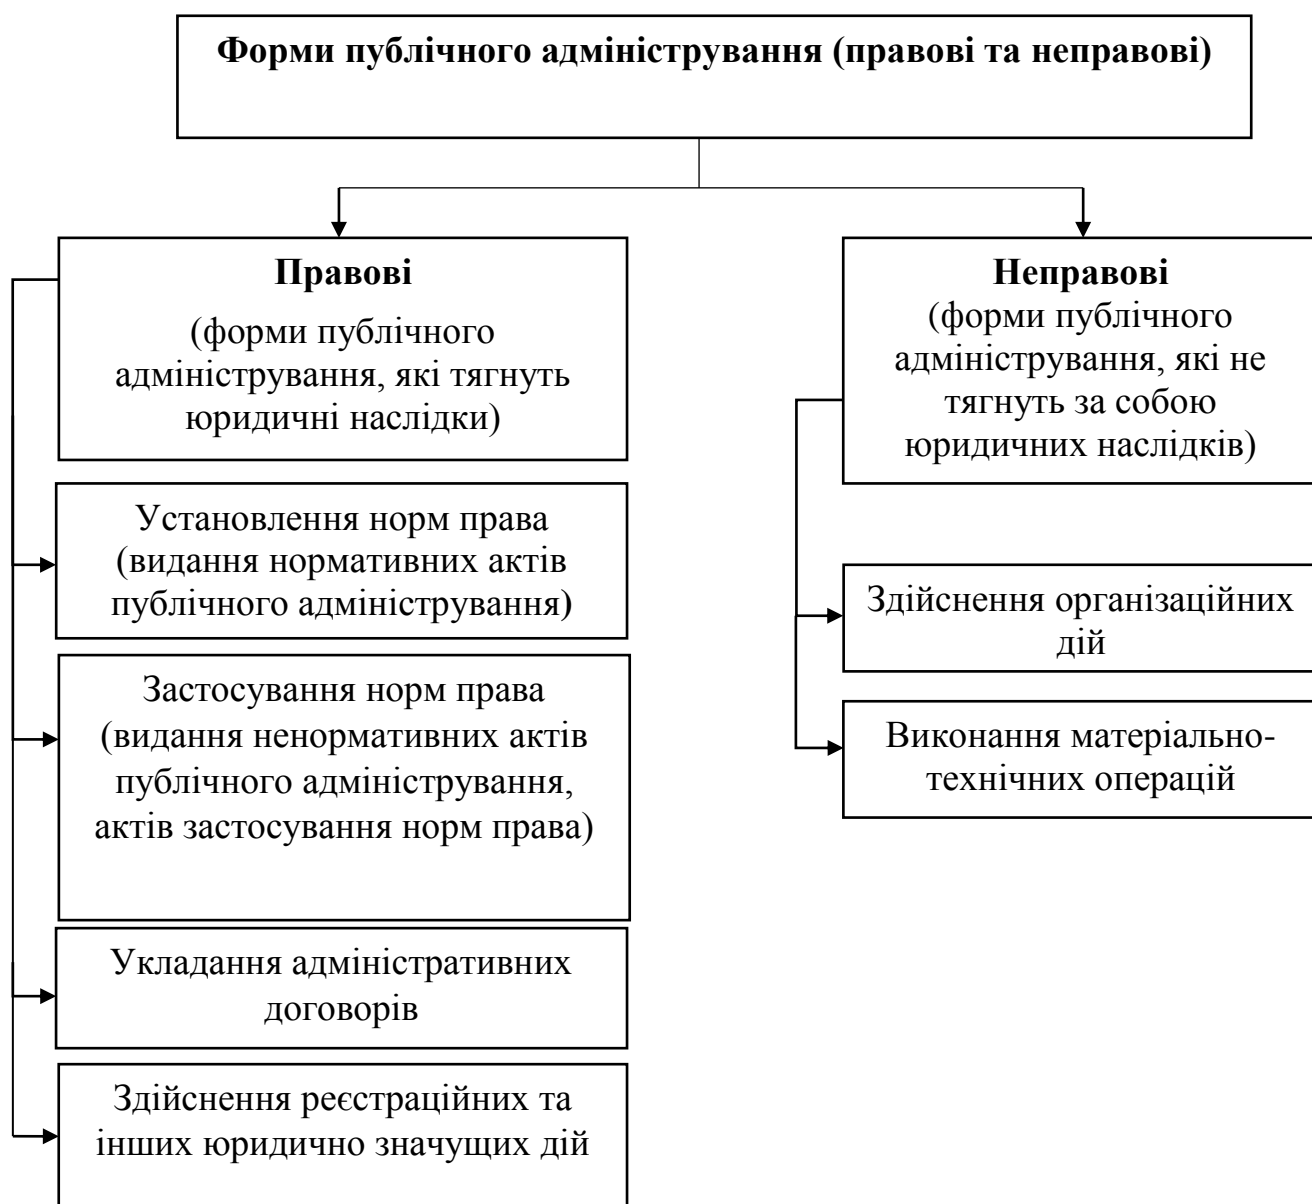 Форми публічного адміністрування (правові та неправові)
Правові
(форми публічного
адміністрування, які тягнуть
юридичні наслідки)
Установлення норм права
(видання нормативних актів
публічного адміністрування)
Застосування норм права
(видання ненормативних актів
публічного адміністрування,
актів застосування норм права)
Укладання адміністративних
договорів
Здійснення реєстраційних та
інших юридично значущих дій
Неправові
(форми публічного
адміністрування, які не
тягнуть за собою
юридичних наслідків)
Здійснення організаційних
дій
Виконання матеріально-
технічних операцій